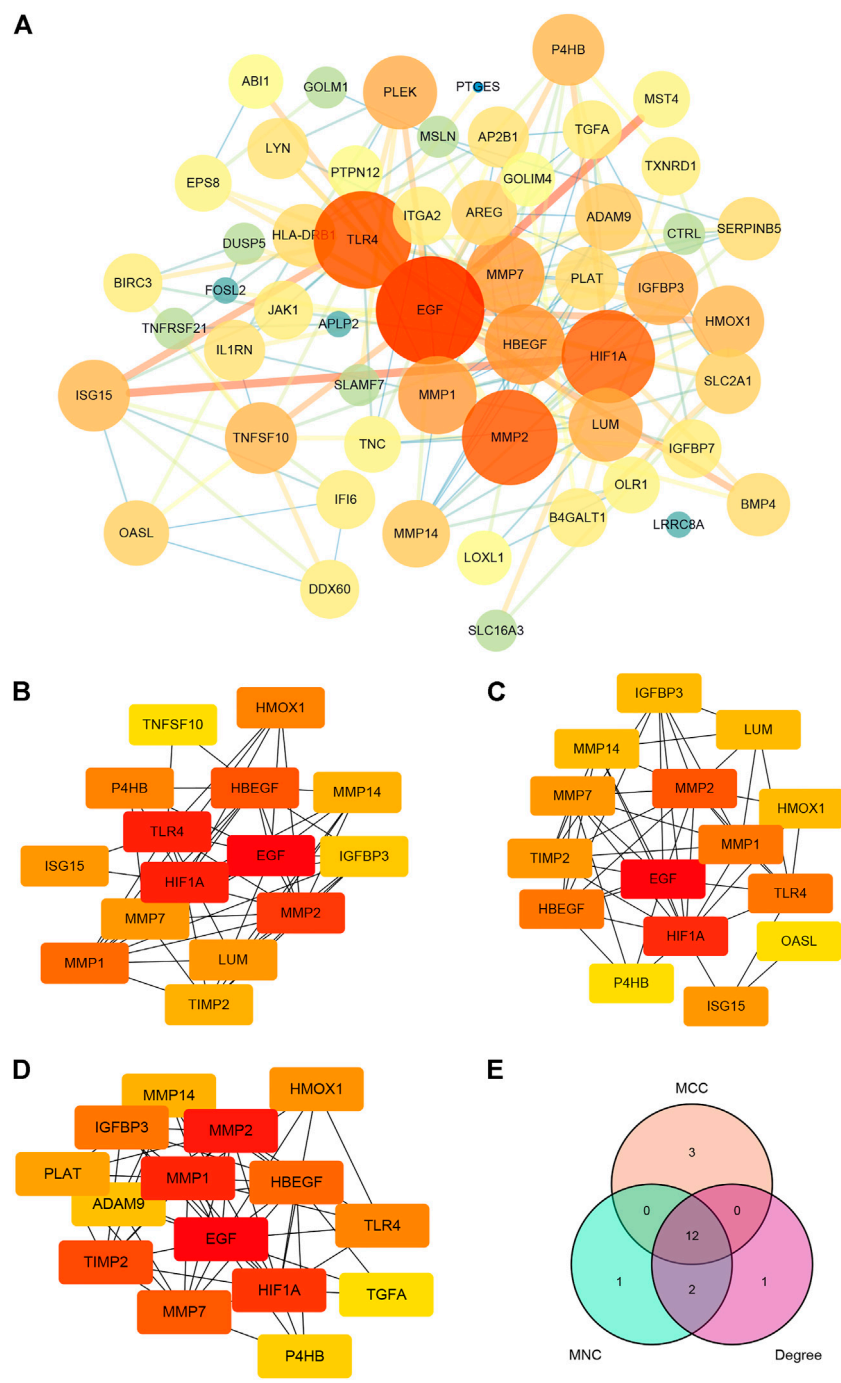 A
P4HB
ABI1
GOLM1
PLEK
PTGES
MST4
MSLN
AP2B1
TGFA
LYN
TXNRD1
EPS8
PTPN12
GOLIM4
ITGA2
AREG
ADAM9
HLA-DRB1
TLR4
DUSP5
CTRL
SERPINB5
BIRC3
FOSL2
MMP7
PLAT
IGFBP3
JAK1
EGF
APLP2
TNFRSF21
HMOX1
HBEGF
IL1RN
HIF1A
SLAMF7
SLC2A1
ISG15
MMP1
LUM
TNFSF10
MMP2
TNC
IGFBP7
OLR1
IFI6
BMP4
B4GALT1
LRRC8A
OASL
MMP14
LOXL1
DDX60
SLC16A3
B
HMOX1
TNFSF10
P4HB
HBEGF
MMP14
TLR4
EGF
IGFBP3
ISG15
HIF1A
MMP7
MMP2
MMP1
LUM
TIMP2
C
IGFBP3
LUM
MMP14
MMP7
MMP2
HMOX1
MMP1
TIMP2
EGF
TLR4
HBEGF
HIF1A
OASL
P4HB
ISG15
D
MMP14
HMOX1
IGFBP3
MMP2
PLAT
MMP1
HBEGF
ADAM9
TLR4
EGF
TIMP2
HIF1A
TGFA
MMP7
P4HB
E
MCC
3
0
0
12
1
2
1
MNC
Degree